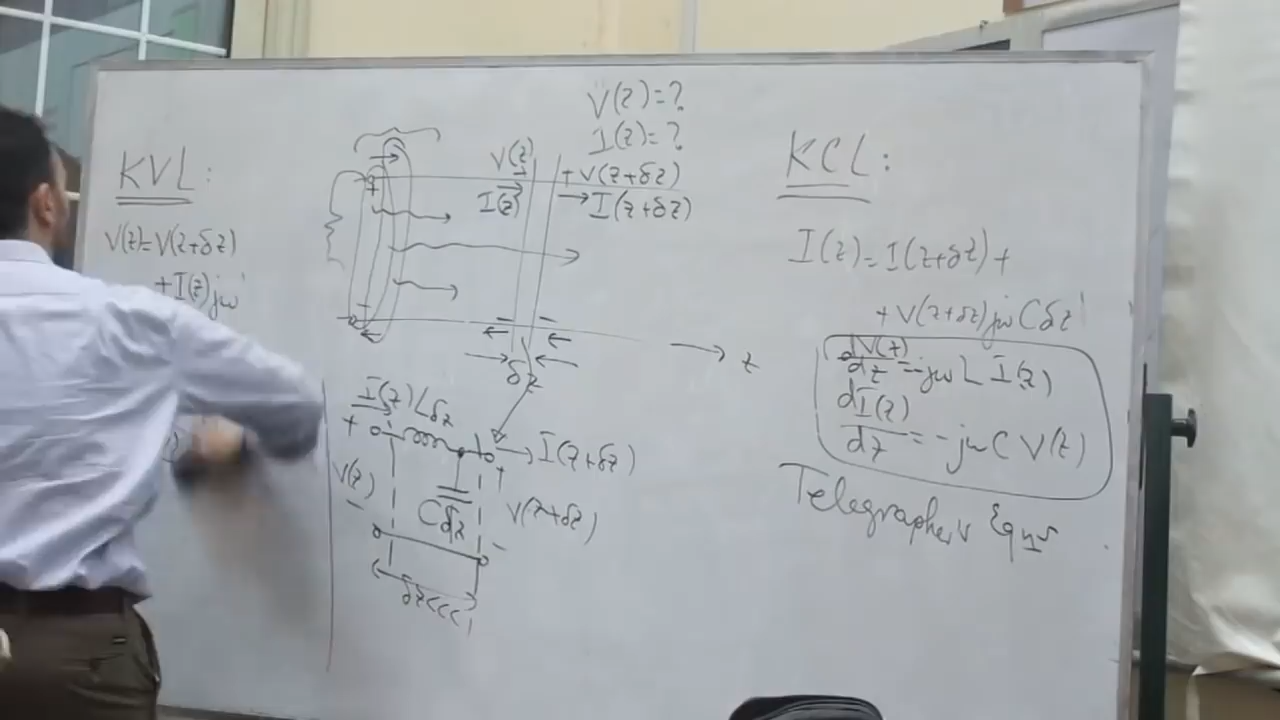 KVL:
V(z)=V(z+δz)
+I(z)jω
V(z)=?
I(z)=?
V(z)
+V(z+δz)
I(z)
→I(z+δz)
+
-
- -
δz
→ z
I(z) Lδz
+
→I(z+δz)
V(z)
+
Cδz
V(z+δz)
-
-
δz<<<1
KCL:
I(z)=I(z+δz)+
+V(z+δz)jωCδz
dV(z)/dz=-jωL I(z)
dI(z)/dz=-jωC V(z)
Telegrapher's Eqns